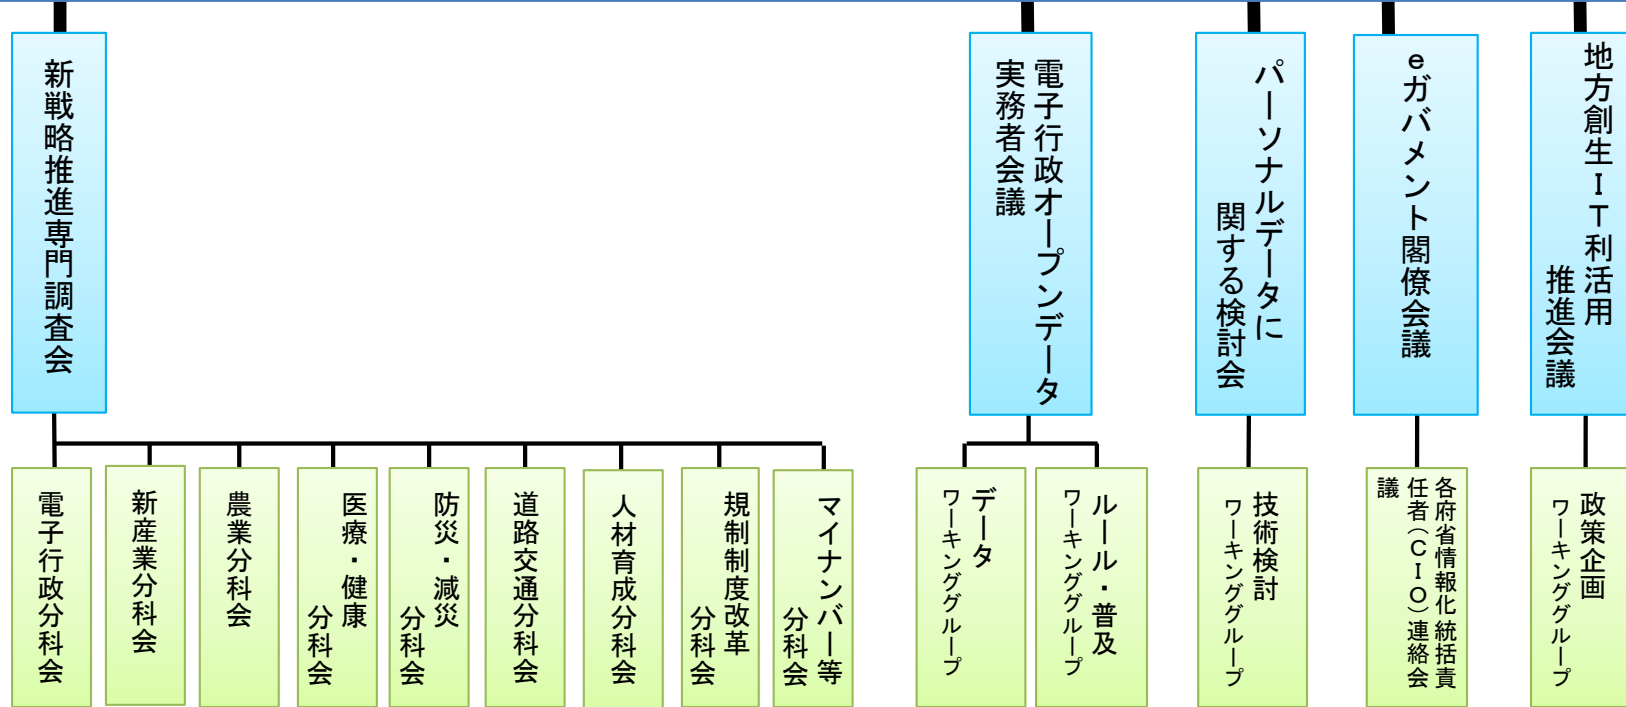 新戦略推進専門調査会
電子行政オープンデータ
実務者会議
パーソナルデータに
関する検討会
eガバメント閣僚会議
地方創生IT利活用
推進会議
電子行政分科会
新産業分科会
農業分科会
医療・健康
分科会
防災・減災
分科会
道路交通分科会
人材育成分科会
規制制度改革
分科会
マイナンバー等
分科会
データ
ワーキンググループ
ルール・普及
ワーキンググループ
技術検討
ワーキンググループ
各府省情報化統括責
任者(CIO)連絡会
議
政策企画
ワーキンググループ